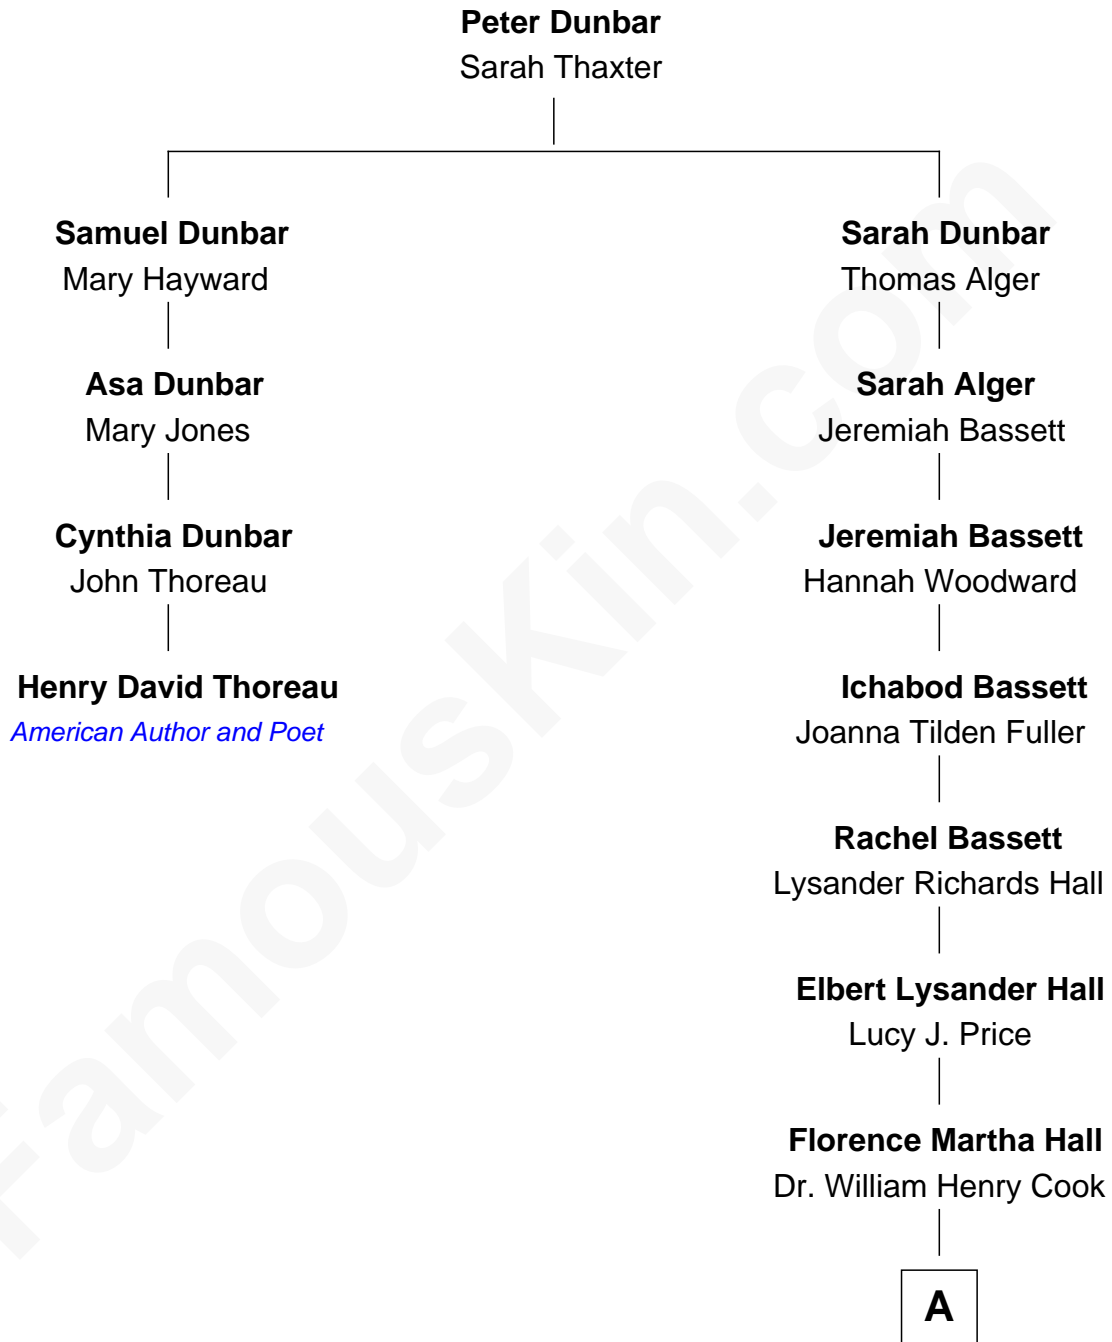 Peter Dunbar
Sarah Thaxter
Samuel Dunbar
Mary Hayward
Asa Dunbar
Mary Jones
Cynthia Dunbar
John Thoreau
Henry David Thoreau
American Author and Poet
Sarah Dunbar
Thomas Alger
Sarah Alger
Jeremiah Bassett
Jeremiah Bassett
Hannah Woodward
Ichabod Bassett
Joanna Tilden Fuller
Rachel Bassett
Lysander Richards Hall
Elbert Lysander Hall
Lucy J. Price
Florence Martha Hall
Dr. William Henry Cook
A
FamousKin.com